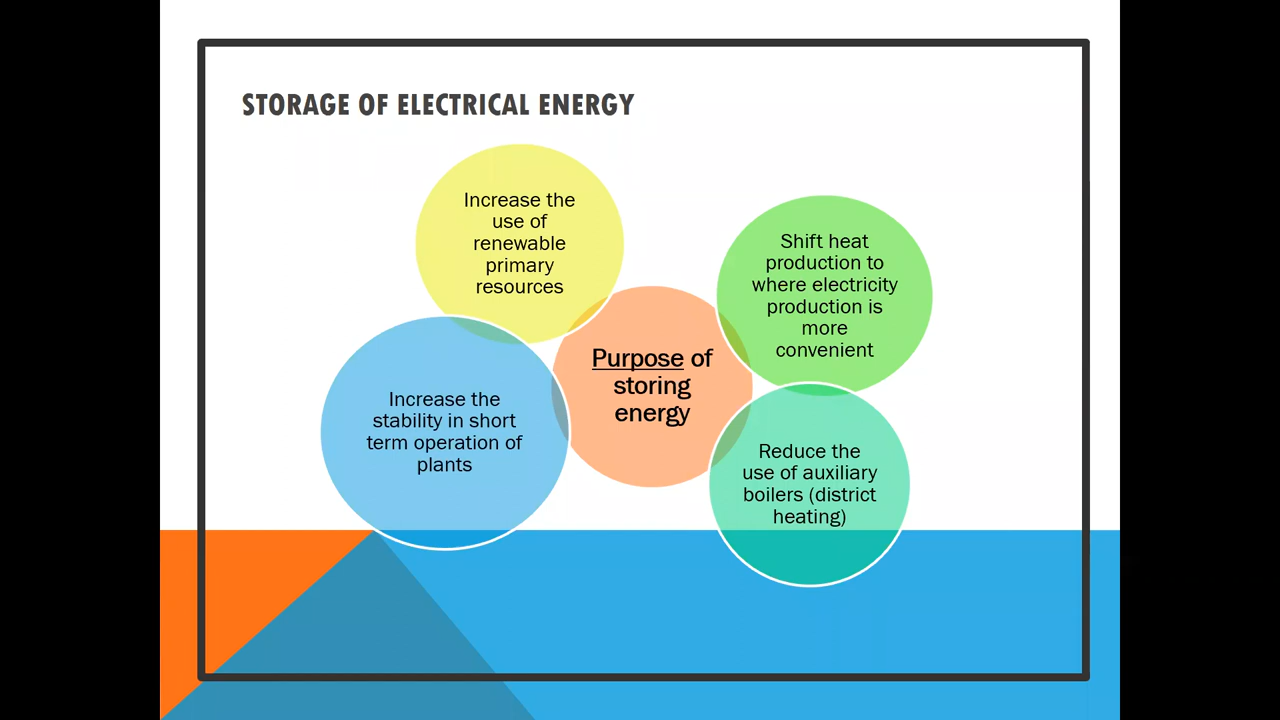 STORAGE OF ELECTRICAL ENERGY
Increase the
use of
renewable
primary
resources
Shift heat
production to
where electricity
production is
more
convenient
Purpose of
storing
energy
Increase the
stability in short
term operation of
plants
Reduce the
use of auxiliary
boilers (district
heating)